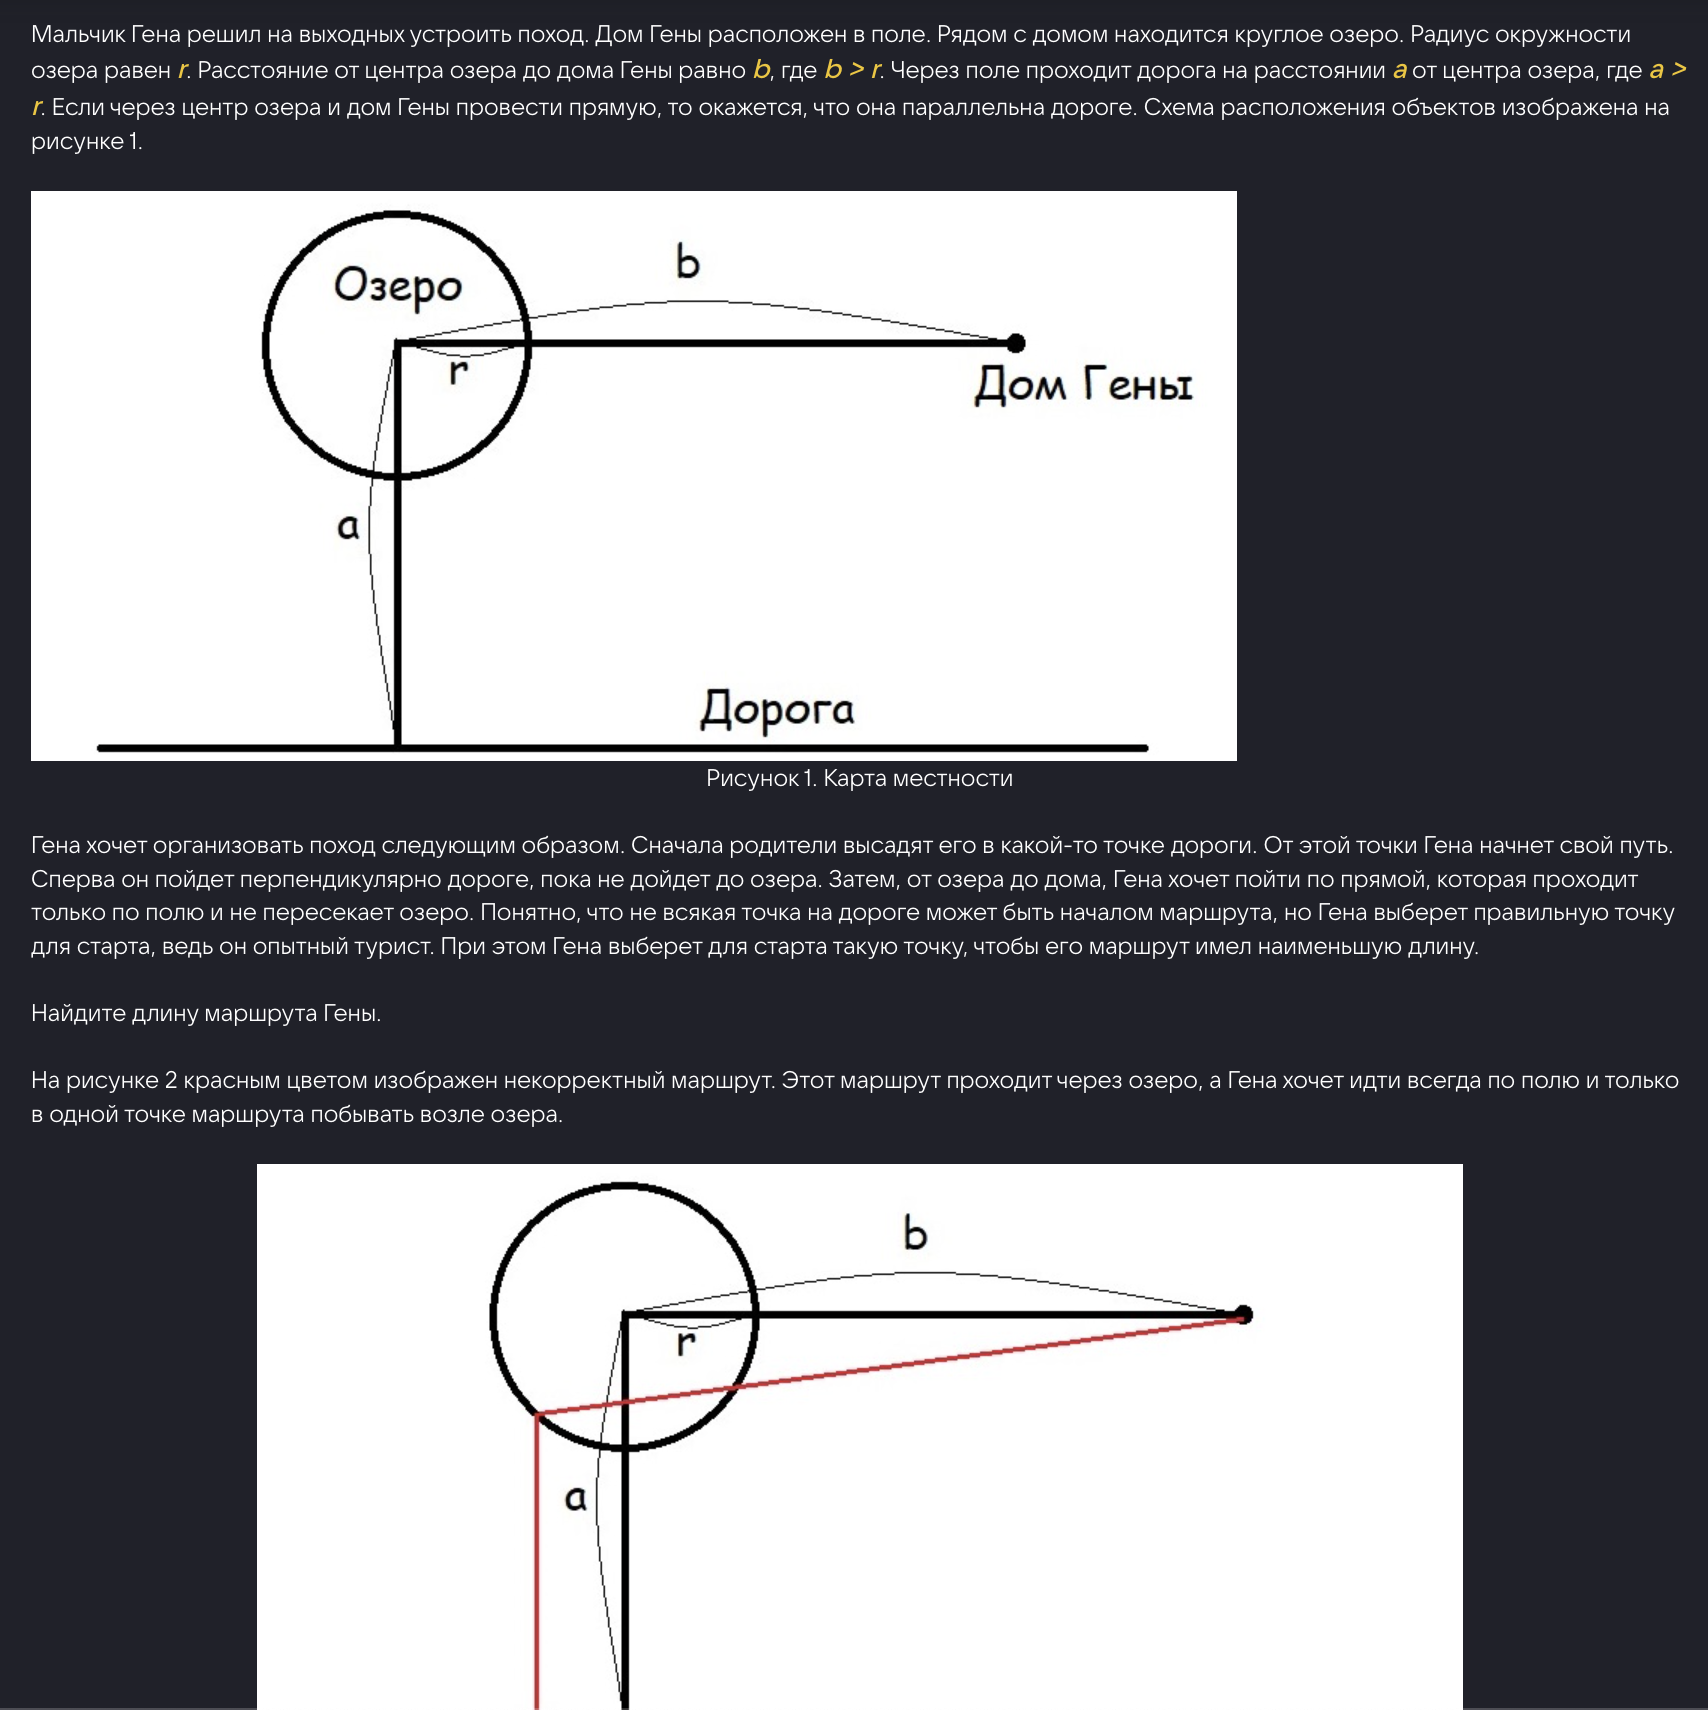 Мальчик Гена решил на выходных устроить поход. Дом Гены расположен в поле. Рядом с домом находится круглое озеро. Радиус окружности
озера равен r. Расстояние от центра озера до дома Гены равно b, где b > r. Через поле проходит дорога на расстоянии a от центра озера, где a >
r. Если через центр озера и дом Гены провести прямую, то окажется, что она параллельна дороге. Схема расположения объектов изображена на
рисунке 1.
b
Озеро
r
Дом Гены
a
Дорога
Рисунок 1. Карта местности
Гена хочет организовать поход следующим образом. Сначала родители высадят его в какой-то точке дороги. От этой точки Гена начнет свой путь.
Сперва он пойдет перпендикулярно дороге, пока не дойдет до озера. Затем, от озера до дома, Гена хочет пойти по прямой, которая проходит
только по полю и не пересекает озеро. Понятно, что не всякая точка на дороге может быть началом маршрута, но Гена выберет правильную точку
для старта, ведь он опытный турист. При этом Гена выберет для старта такую точку, чтобы его маршрут имел наименьшую длину.
Найдите длину маршрута Гены.
На рисунке 2 красным цветом изображен некорректный маршрут. Этот маршрут проходит через озеро, а Гена хочет идти всегда по полю и только
в одной точке маршрута побывать возле озера.
b
r
a